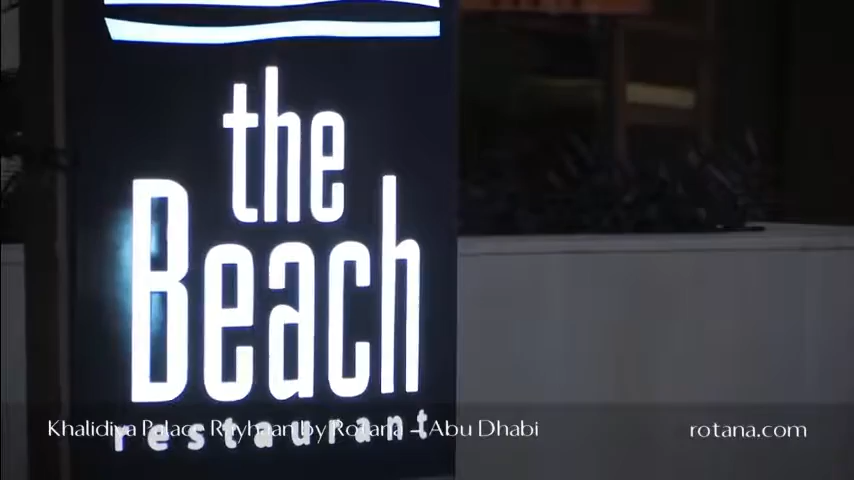 the
Beach
restaurant
Khalidiya Palace Rayhaan by Rotana – Abu Dhabi
rotana.com